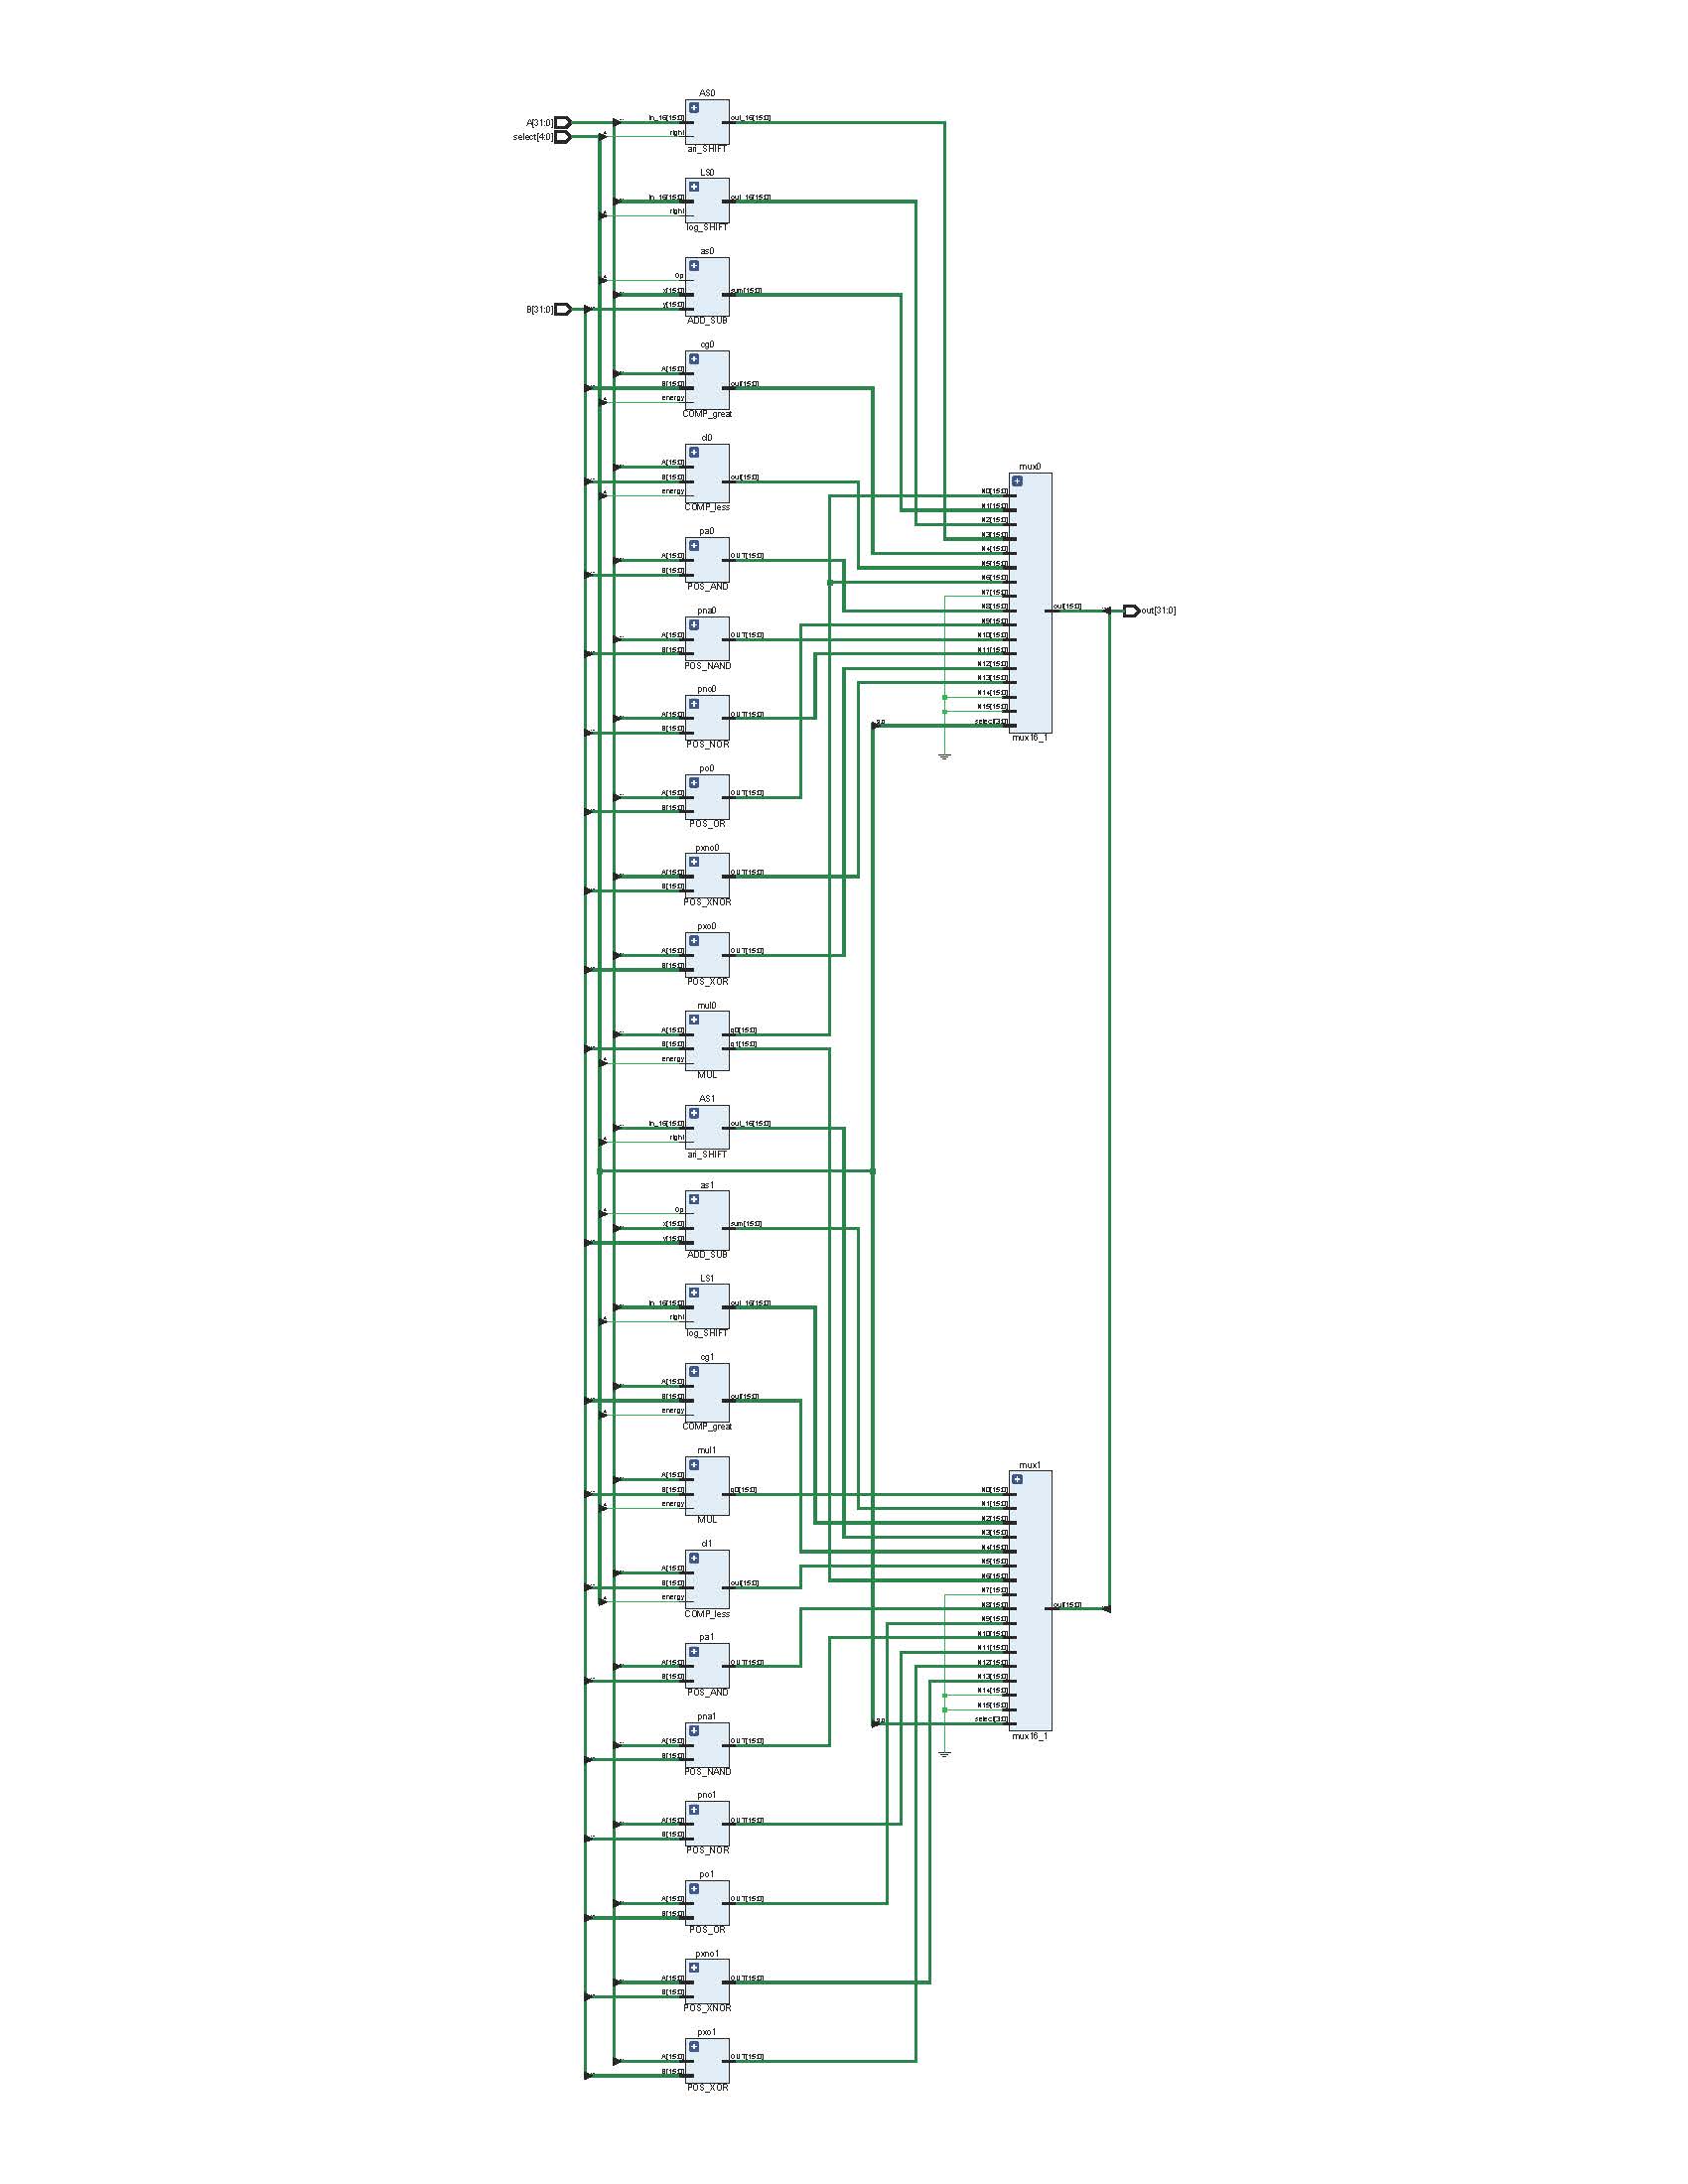 AS0
A[31:0]
in_16[15:0]
out_16[15:0]
select[4:0]
right
ari_SHIFT
LS0
in_16[15:0]
out_16[15:0]
right
log_SHIFT
as0
op
x[15:0]
sum[15:0]
B[31:0]
y[15:0]
ADD_SUB
cg0
A[15:0]
B[15:0]
out[15:0]
energy
COMP_great
cl0
A[15:0]
B[15:0]
out[15:0]
energy
COMP_less
pa0
A[15:0]
OUT[15:0]
B[15:0]
POS_AND
pna0
A[15:0]
OUT[15:0]
B[15:0]
POS_NAND
pno0
A[15:0]
OUT[15:0]
B[15:0]
POS_NOR
po0
A[15:0]
OUT[15:0]
B[15:0]
POS_OR
pxno0
A[15:0]
OUT[15:0]
B[15:0]
POS_XNOR
pxo0
A[15:0]
OUT[15:0]
B[15:0]
POS_XOR
mul0
A[15:0]
q0[15:0]
B[15:0]
q1[15:0]
energy
MUL
AS1
in_16[15:0]
out_16[15:0]
right
ari_SHIFT
as1
op
x[15:0]
sum[15:0]
y[15:0]
ADD_SUB
LS1
in_16[15:0]
out_16[15:0]
right
log_SHIFT
cg1
A[15:0]
B[15:0]
out[15:0]
energy
COMP_great
mul1
A[15:0]
B[15:0]
q0[15:0]
energy
MUL
cl1
A[15:0]
B[15:0]
out[15:0]
energy
COMP_less
pa1
A[15:0]
OUT[15:0]
B[15:0]
POS_AND
pna1
A[15:0]
OUT[15:0]
B[15:0]
POS_NAND
pno1
A[15:0]
OUT[15:0]
B[15:0]
POS_NOR
po1
A[15:0]
OUT[15:0]
B[15:0]
POS_OR
pxno1
A[15:0]
OUT[15:0]
B[15:0]
POS_XNOR
pxo1
A[15:0]
OUT[15:0]
B[15:0]
POS_XOR
mux0
N0[15:0]
N1[15:0]
N2[15:0]
N3[15:0]
N4[15:0]
N5[15:0]
N6[15:0]
N7[15:0]
N8[15:0]
N9[15:0]
N10[15:0]
N11[15:0]
N12[15:0]
N13[15:0]
N14[15:0]
N15[15:0]
select[3:0]
out[15:0]
mux16_1
out[31:0]
mux1
N0[15:0]
N1[15:0]
N2[15:0]
N3[15:0]
N4[15:0]
N5[15:0]
N6[15:0]
N7[15:0]
N8[15:0]
N9[15:0]
N10[15:0]
N11[15:0]
N12[15:0]
N13[15:0]
N14[15:0]
N15[15:0]
select[3:0]
out[15:0]
mux16_1